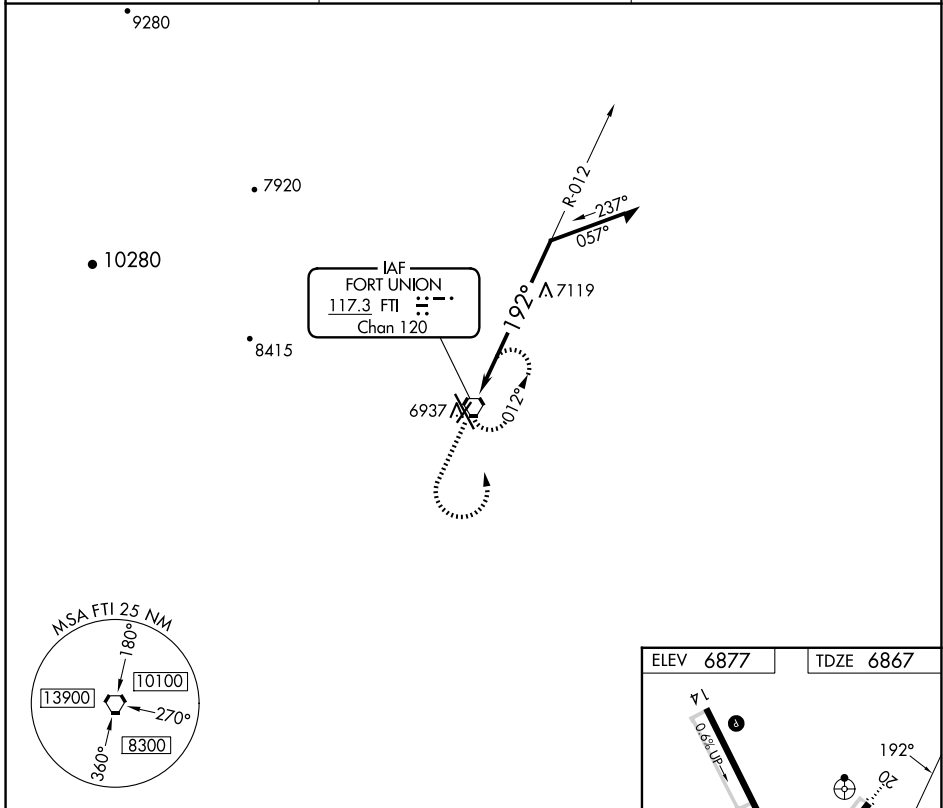 9280
7920
R-012
237°
057°
10280
IAF
FORT UNION
117.3 FTI
Chan 120
192°
7119
8415
6937
012°
MSA FTI 25 NM
180°
10100
13900
270°
8300
360°
ELEV 6877
TDZE 6867
14
P
0.6% UP
192°
20